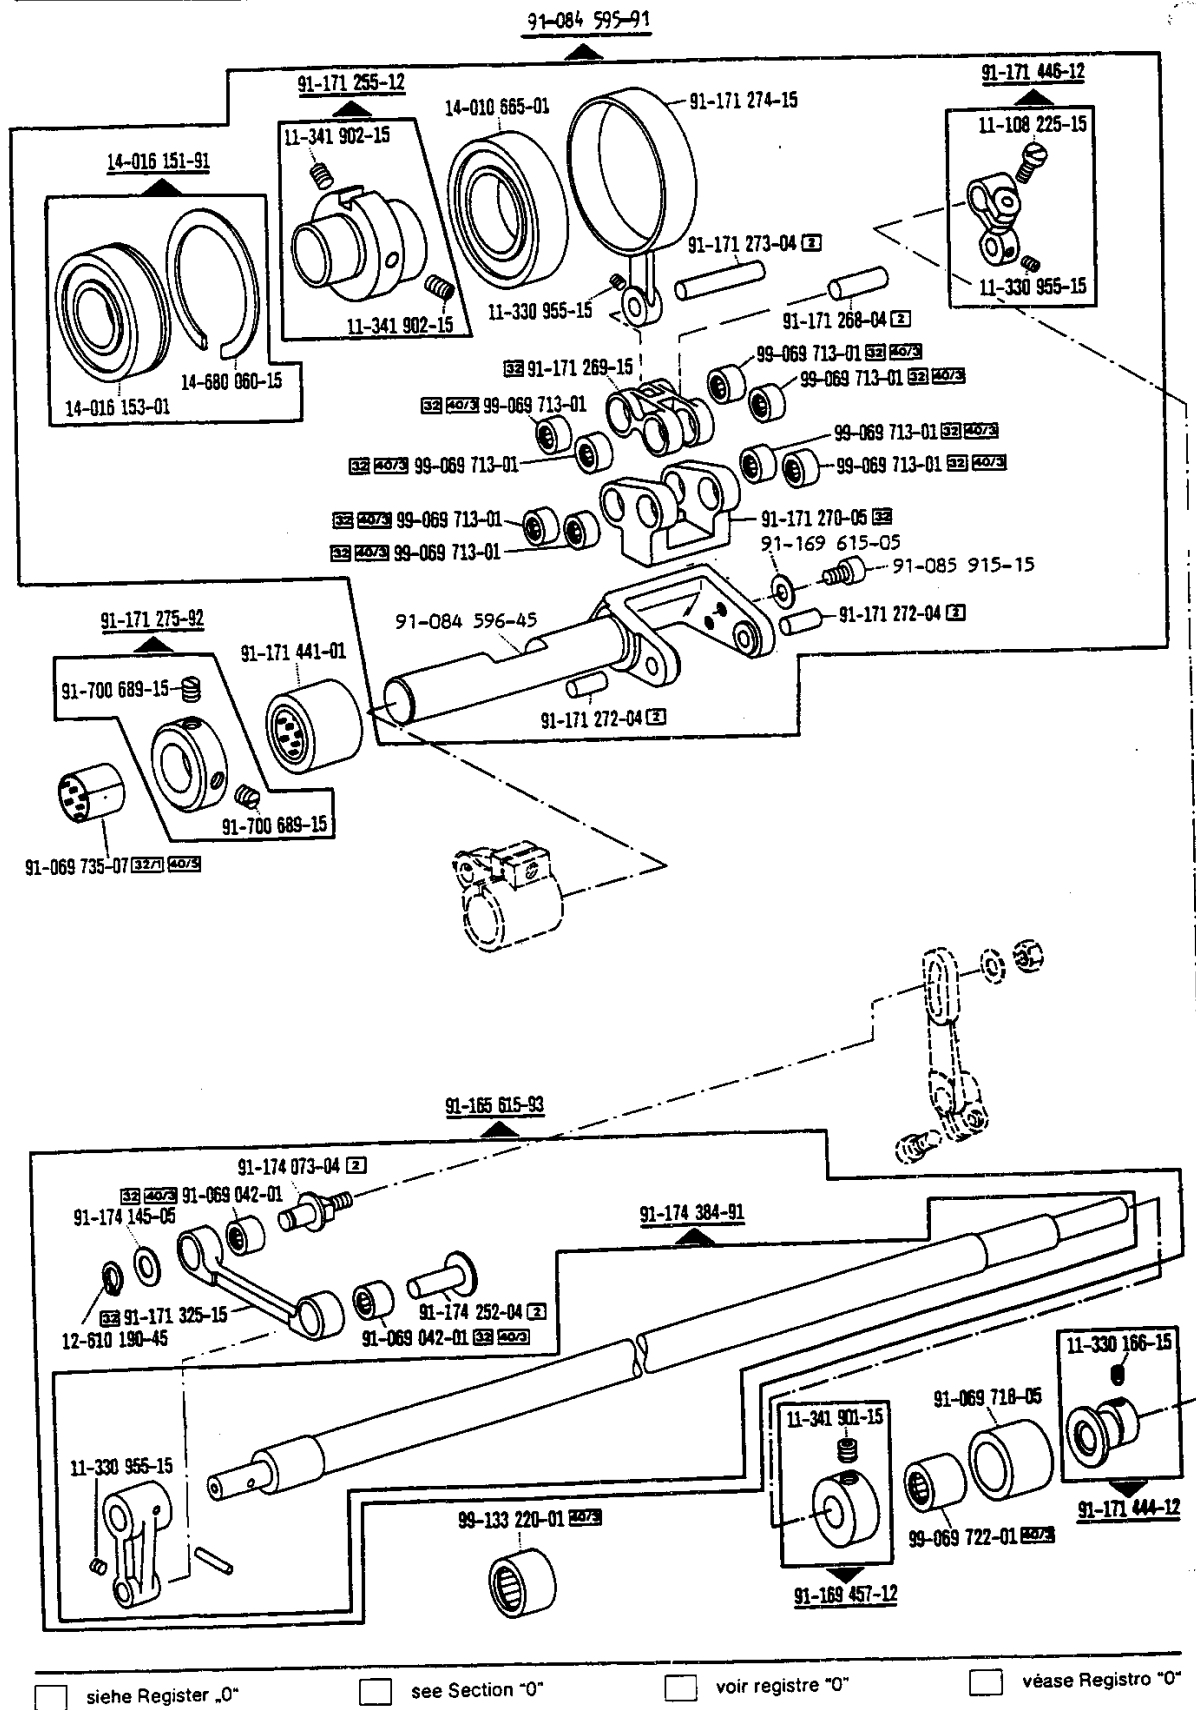 91-084 595-91
91-171 255-12
91-171 446-12
14-010 665-01
91-171 274-15
11-341 902-15
11-108 225-15
14-016 151-91
91-171 273-04 2
11-330 955-15
11-330 955-15
11-341 902-15
91-171 268-04 2
14-680 060-15
14-016 153-01
32 91-171 269-15
99-069 713-01 32 40/3
99-069 713-01 32 40/3
32 40/3 99-069 713-01
99-069 713-01 32 40/3
32 40/3 99-069 713-01
99-069 713-01 32 40/3
32 40/3 99-069 713-01
91-171 270-05 32
32 40/3 99-069 713-01
91-169 615-05
91-085 915-15
91-171 275-92
91-084 596-45
91-171 272-04 2
91-171 441-01
91-700 689-15
91-171 272-04 2
91-700 689-15
91-069 735-07 32/1 40/5
91-165 615-93
91-174 073-04 2
32 40/3 91-069 042-01
91-174 145-05
91-174 384-91
32 91-171 325-15
91-174 252-04 2
12-610 190-45
91-069 042-01 32 40/3
11-330 166-15
91-069 718-05
11-341 901-15
11-330 955-15
99-133 220-01 40/3
91-171 444-12
99-069 722-01 40/3
91-169 457-12
siehe Register „0“
see Section "0"
voir registre "0"
véase Registro "0"